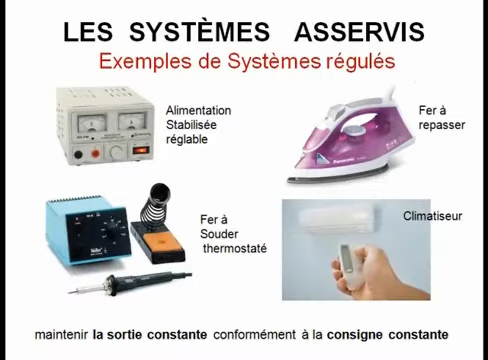 LES SYSTÈMES ASSERVIS
Exemples de Systèmes régulés
Alimentation
Stabilisée
réglable
Fer à
repasser
Panasonic
Fer à
Souder
thermostaté
Climatiseur
maintenir la sortie constante conformément à la consigne constante